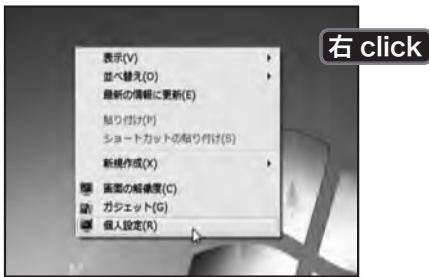 右 click
表示(V)
並べ替え(O)
最新の情報に更新(E)
貼り付け(P)
ショートカットの貼り付け(S)
新規作成(X)
画面の解像度(C)
ガジェット(G)
個人設定(R)